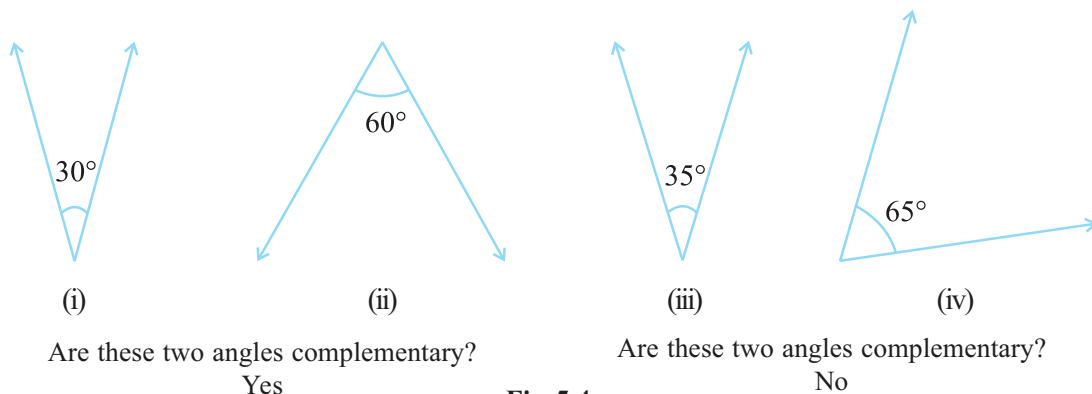 30°
60°
35°
65°
(i)
(ii)
(iii)
(iv)
Are these two angles complementary?
Yes
Are these two angles complementary?
No